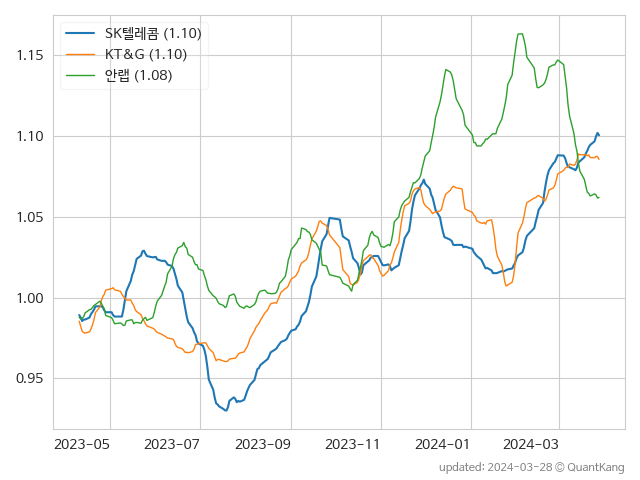 SK텔레콤 (1.10)
KT&G (1.10)
안랩 (1.08)
1.15
1.10
1.05
1.00
0.95
2023-05 2023-07 2023-09 2023-11 2024-01 2024-03
updated: 2024-03-28 © QuantKang